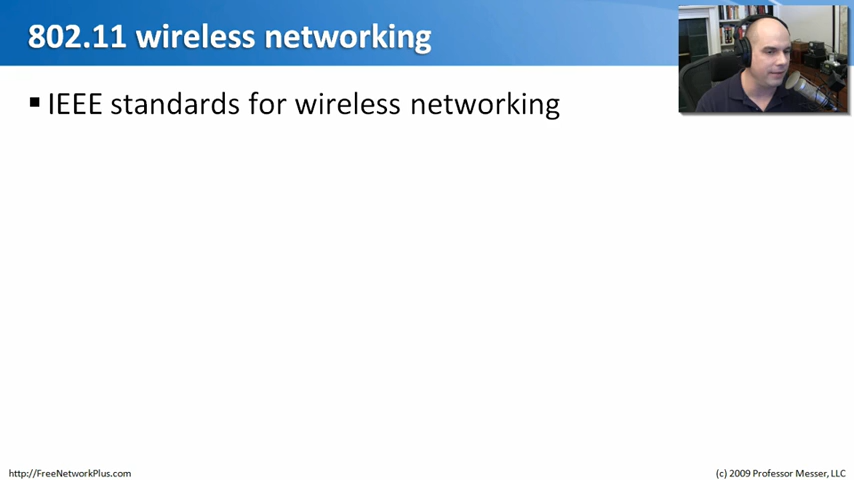 802.11 wireless networking
▪ IEEE standards for wireless networking
http://FreeNetworkPlus.com
(c) 2009 Professor Messer, LLC